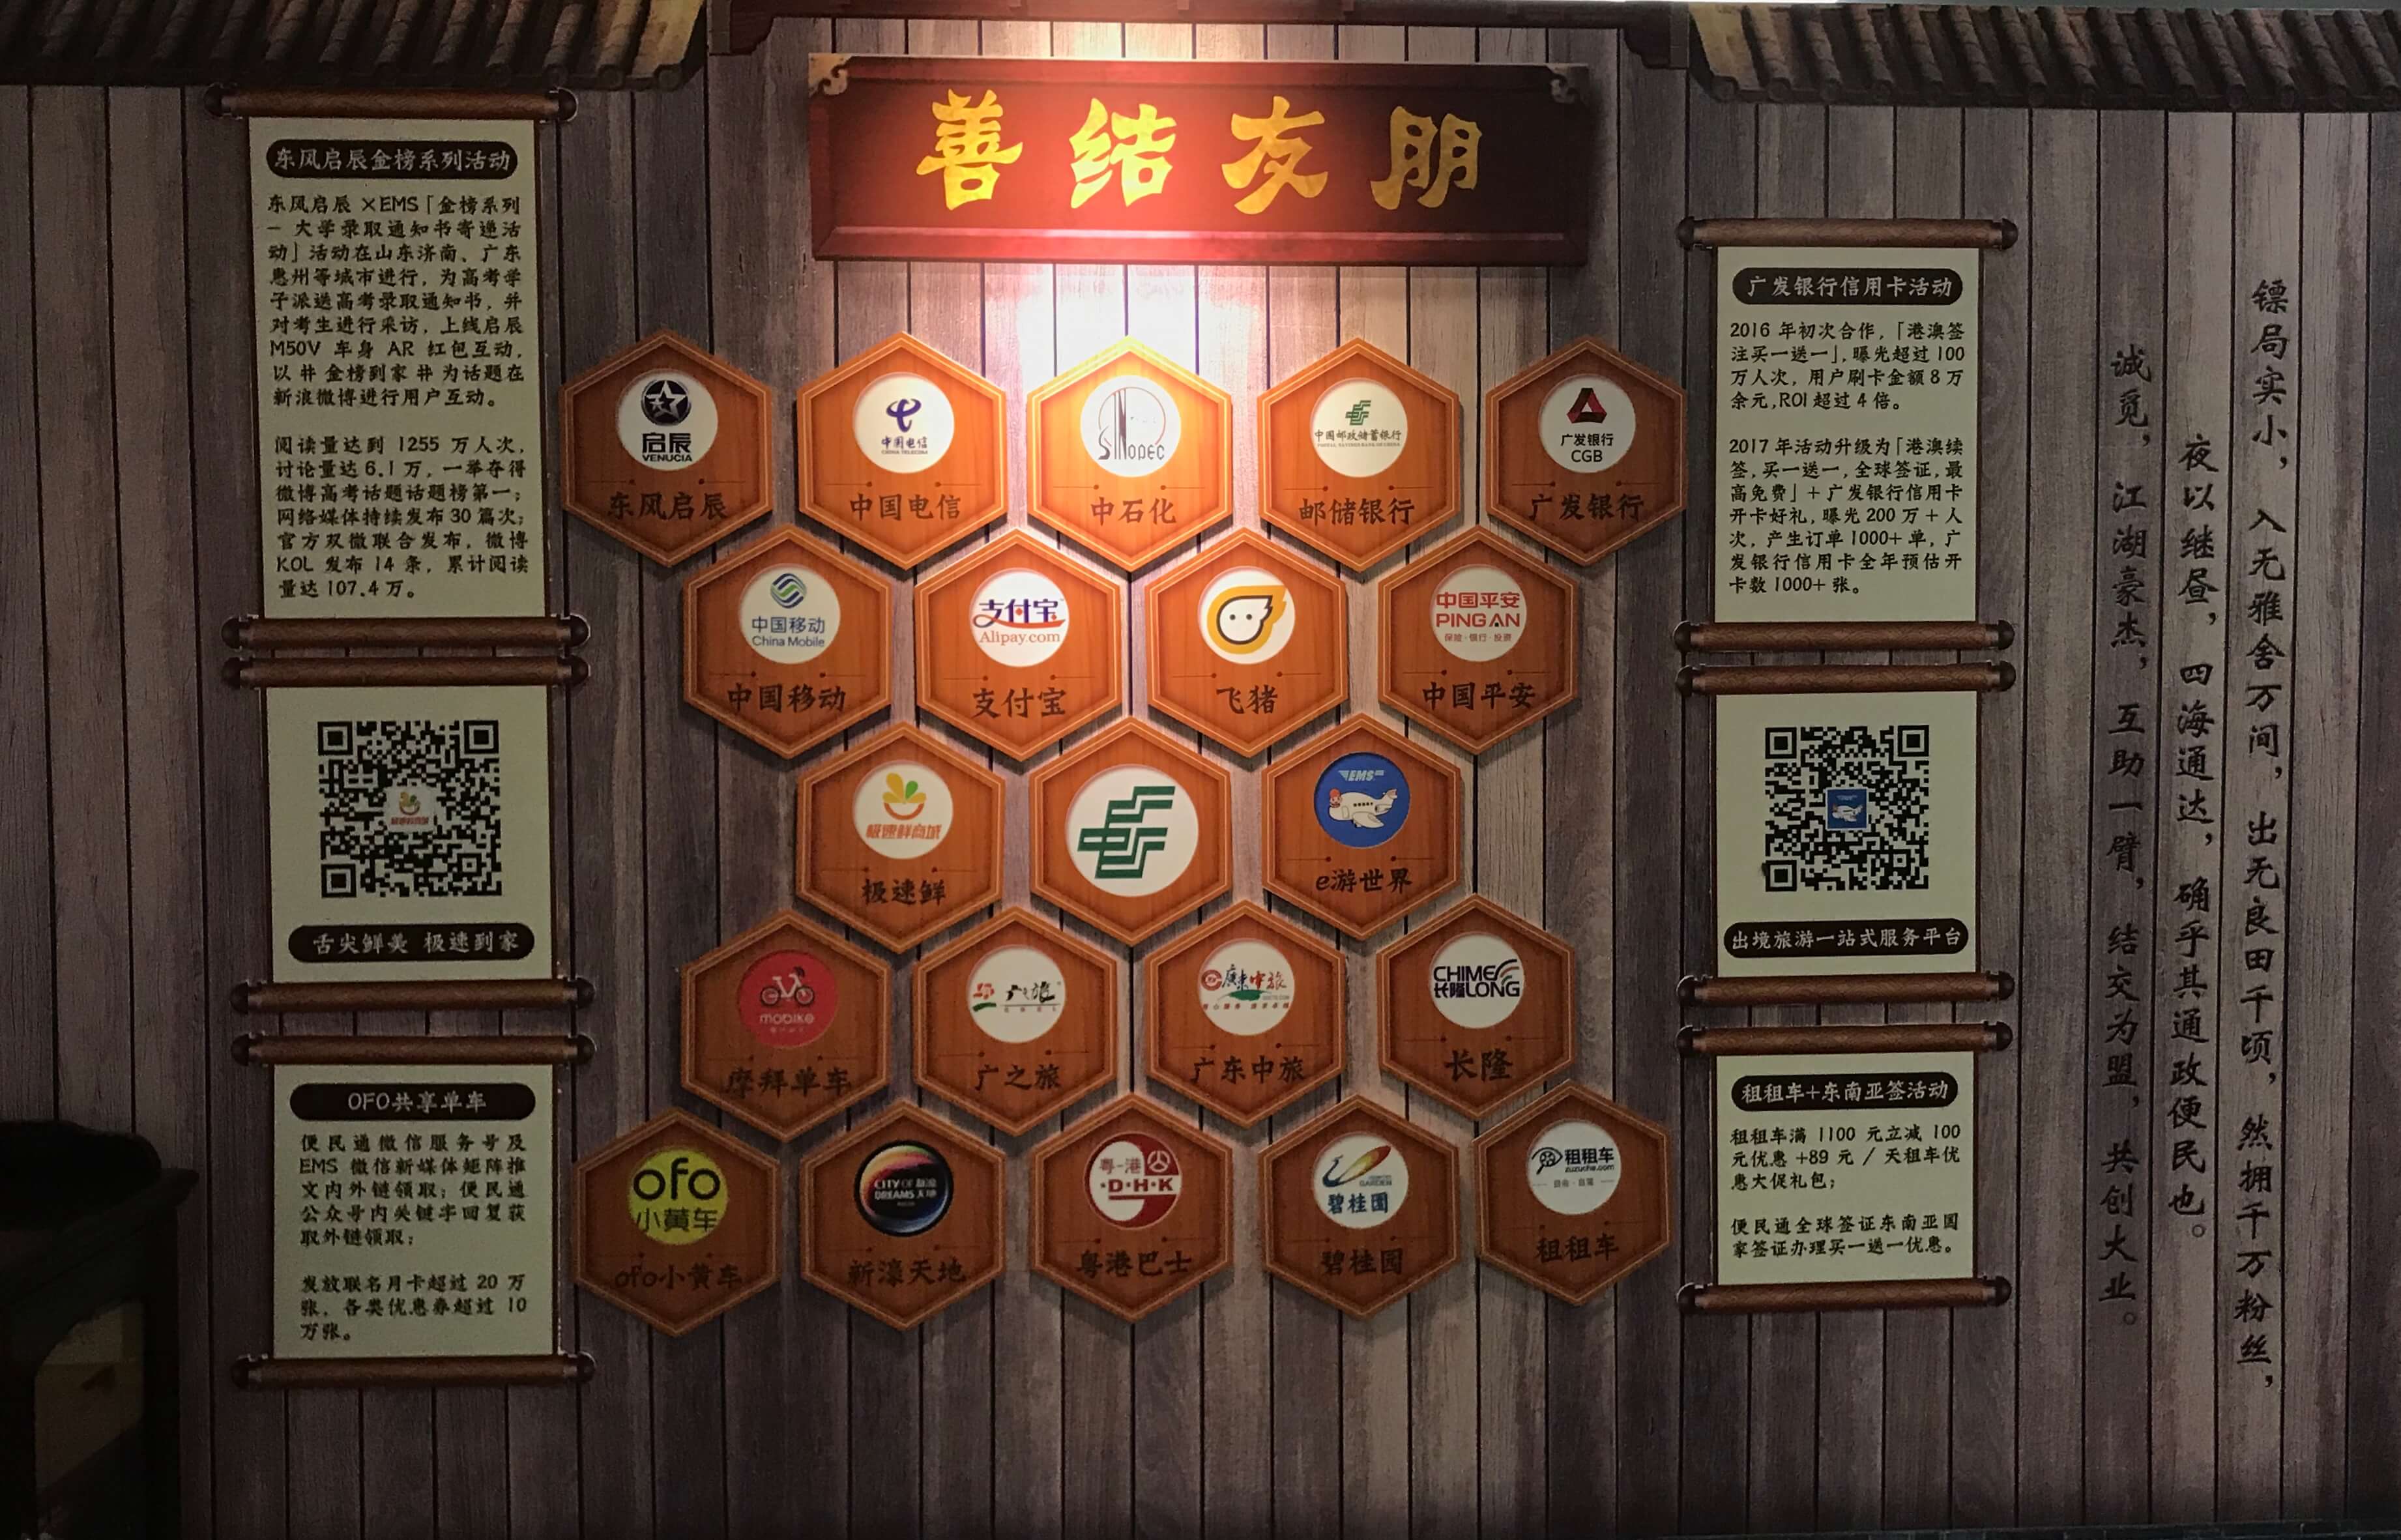 善结友朋
东风启辰金榜系列活动
东风启辰 ×EMS「金榜系列
- 大学录取通知书寄递活
动」活动在山东济南、广东
惠州等城市进行，为高考学
子派送高考录取通知书，并
对考生进行采访，上线启辰
M50V 车身 AR 红包互动，
以 # 金榜到家 # 为话题在
新浪微博进行用户互动。
阅读量达到 1255 万人次，
讨论量达 6.1 万，一举夺得
微博高考话题话题榜第一；
网络媒体持续发布 30 篇次；
官方双微联合发布，微博
KOL 发布 14 条，累计阅读
量达 107.4 万。
极速鲜商城
舌尖鲜美 极速到家
OFO共享单车
便民通微信服务号及
EMS 微信新媒体矩阵推
文内外链领取；便民通
公众号内关键字回复获
取外链领取；
发放联名月卡超过 20 万
张，各类优惠券超过 10
万张。
启辰
VENUCIA
东风启辰
中国电信
CHINA TELECOM
中国电信
SINOPEC
中石化
中国邮政储蓄银行
POSTAL SAVINGS BANK OF CHINA
邮储银行
广发银行
CGB
广发银行
中国移动
China Mobile
中国移动
支付宝
Alipay.com
支付宝
飞猪
中国平安
PING AN
保险·银行·投资
中国平安
极速鲜商城
极速鲜
EMS
e游世界
mobike
摩拜单车
广之旅
广之旅
廣東中旅
广东中旅
CHIMELONG
长隆
长隆
ofo
小黄车
ofo小黄车
CITY OF 新濠
DREAMS 天地
新濠天地
粤-港
D·H·K
粤港巴士
碧桂园
碧桂园
租租车
zuzuche.com
租租车
广发银行信用卡活动
2016 年初次合作，「港澳签
注买一送一」，曝光超过 100
万人次，用户刷卡金额 8 万
余元，ROI 超过 4 倍。
2017 年活动升级为「港澳续
签，买一送一，全球签证，最
高免费」+ 广发银行信用卡
开卡好礼，曝光 200 万 + 人
次，产生订单 1000+ 单，广
发银行信用卡全年预估开
卡数 1000+ 张。
出境旅游一站式服务平台
租租车+东南亚签活动
租租车满 1100 元立减 100
元优惠 +89 元 / 天租车优
惠大促礼包；
便民通全球签证东南亚国
家签证办理买一送一优惠。
镖局实小，入无雅舍万间，出无良田千顷，然拥千万粉丝，
夜以继昼，四海通达，确乎其通政便民也。
诚觅，江湖豪杰，互助一臂，结交为盟，共创大业。